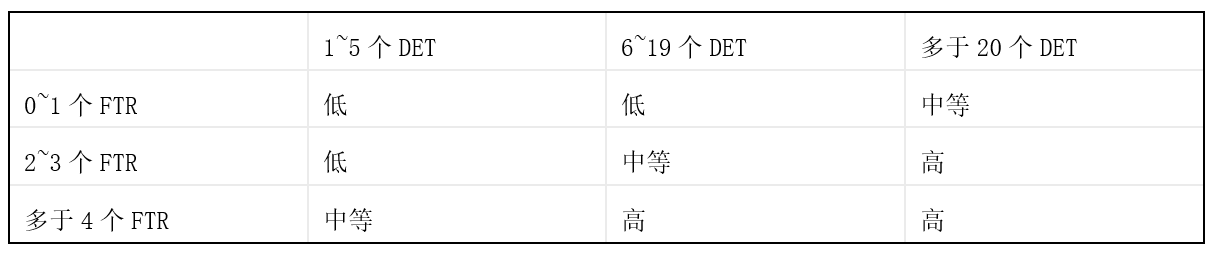 1~5 个 DET 6~19 个 DET 多于 20 个 DET
0~1 个 FTR 低 低 中等
2~3 个 FTR 低 中等 高
多于 4 个 FTR 中等 高 高